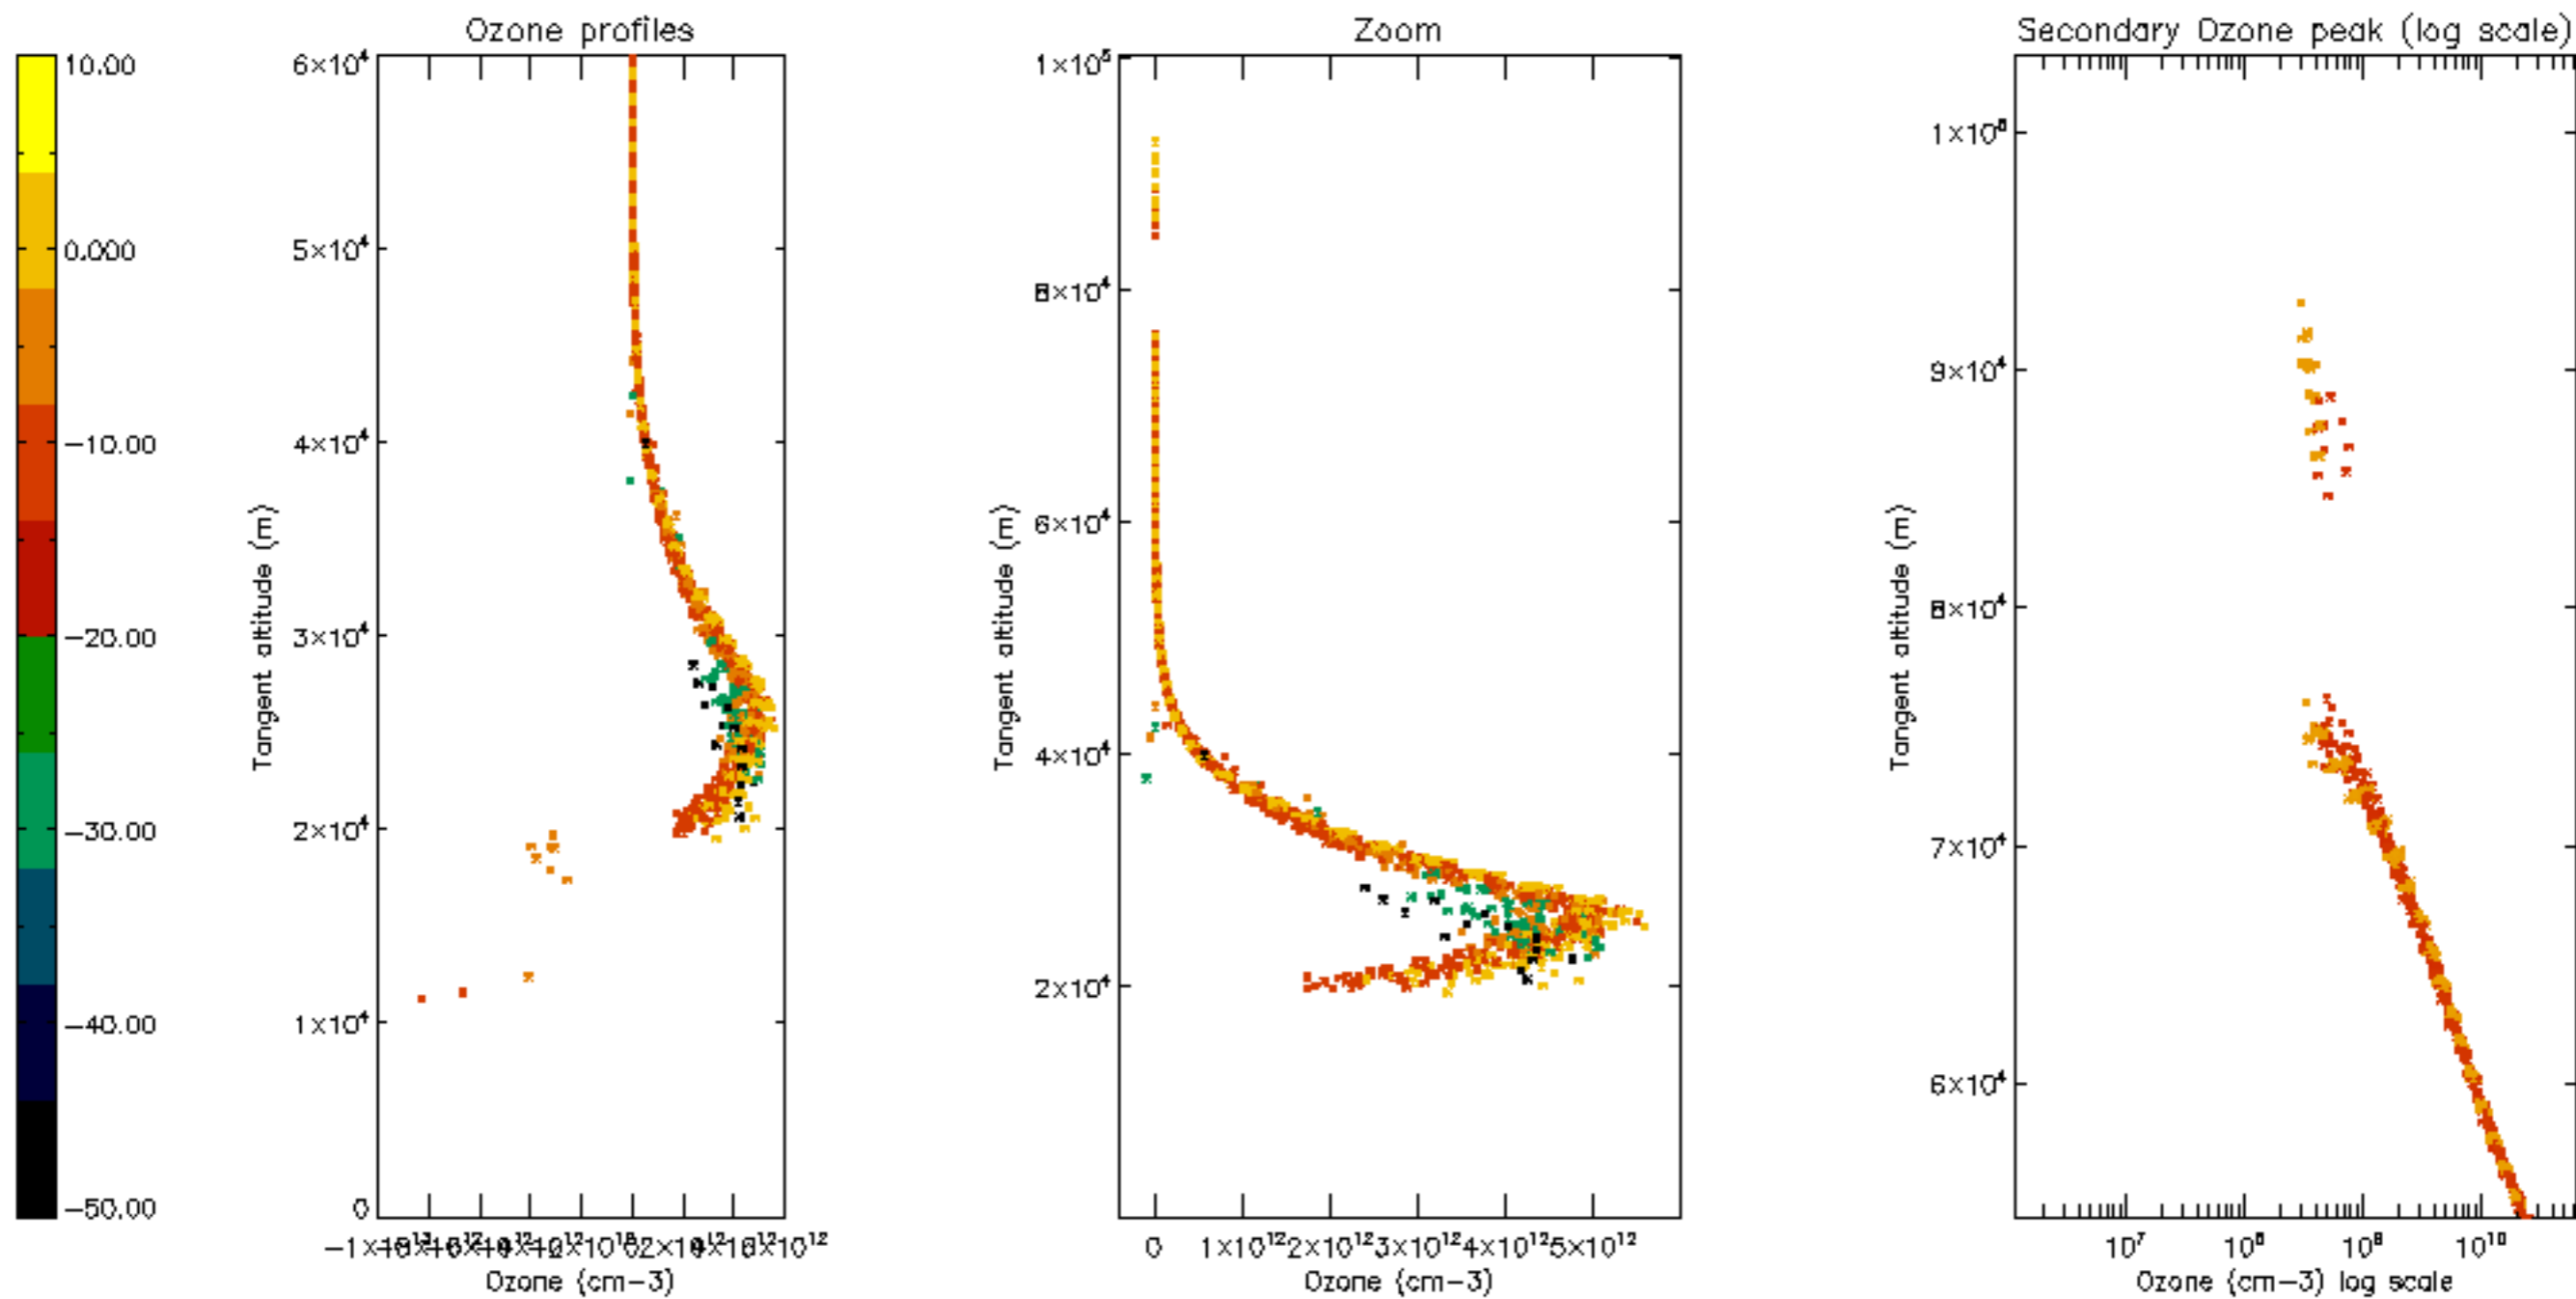 Ozone profiles
Zoom
Secondary Ozone peak (log scale)
10.00
0.000
−10.00
−20.00
−30.00
−40.00
−50.00
6×10⁴
5×10⁴
4×10⁴
3×10⁴
2×10⁴
1×10⁴
0
Tangent altitude (m)
Ozone (cm−3)
1×10⁵
8×10⁴
6×10⁴
4×10⁴
2×10⁴
Tangent altitude (m)
0 1×10¹² 2×10¹² 3×10¹² 4×10¹² 5×10¹²
Ozone (cm−3)
9×10⁴
8×10⁴
7×10⁴
6×10⁴
Tangent altitude (m)
10⁷ 10⁸ 10⁹ 10¹⁰
Ozone (cm−3) log scale